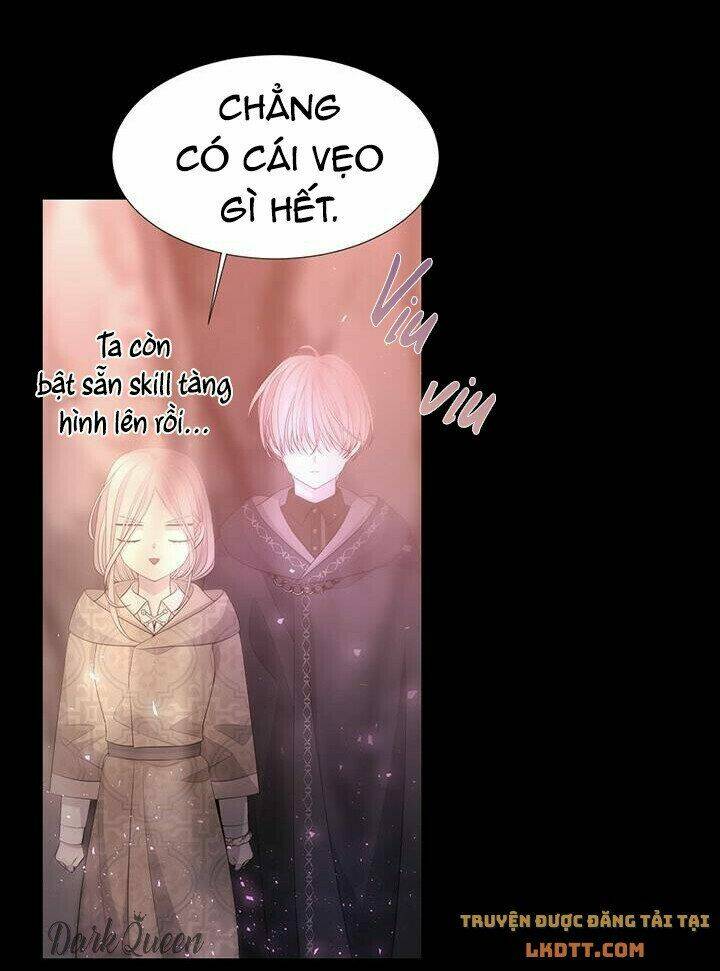 CHẲNG
CÓ CÁI VẸO
GÌ HẾT.
Viu
viu
Ta còn
bật sẵn skill tàng
hình lên rồi...
Dark Queen
TRUYỆN ĐƯỢC ĐĂNG TẢI TẠI
LKDTT.COM